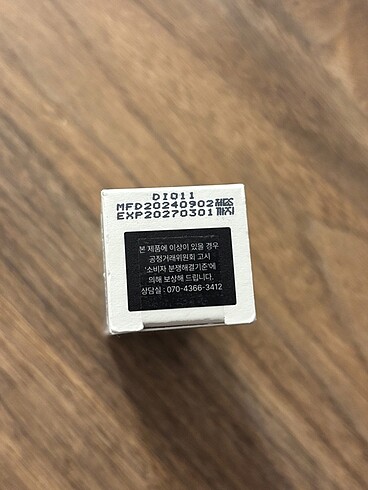 DI011
MFD20240902제조
EXP20270301까지
본 제품에 이상이 있을 경우
공정거래위원회 고시
'소비자 분쟁해결기준'에
의해 보상해 드립니다.
상담실 : 070-4366-3412